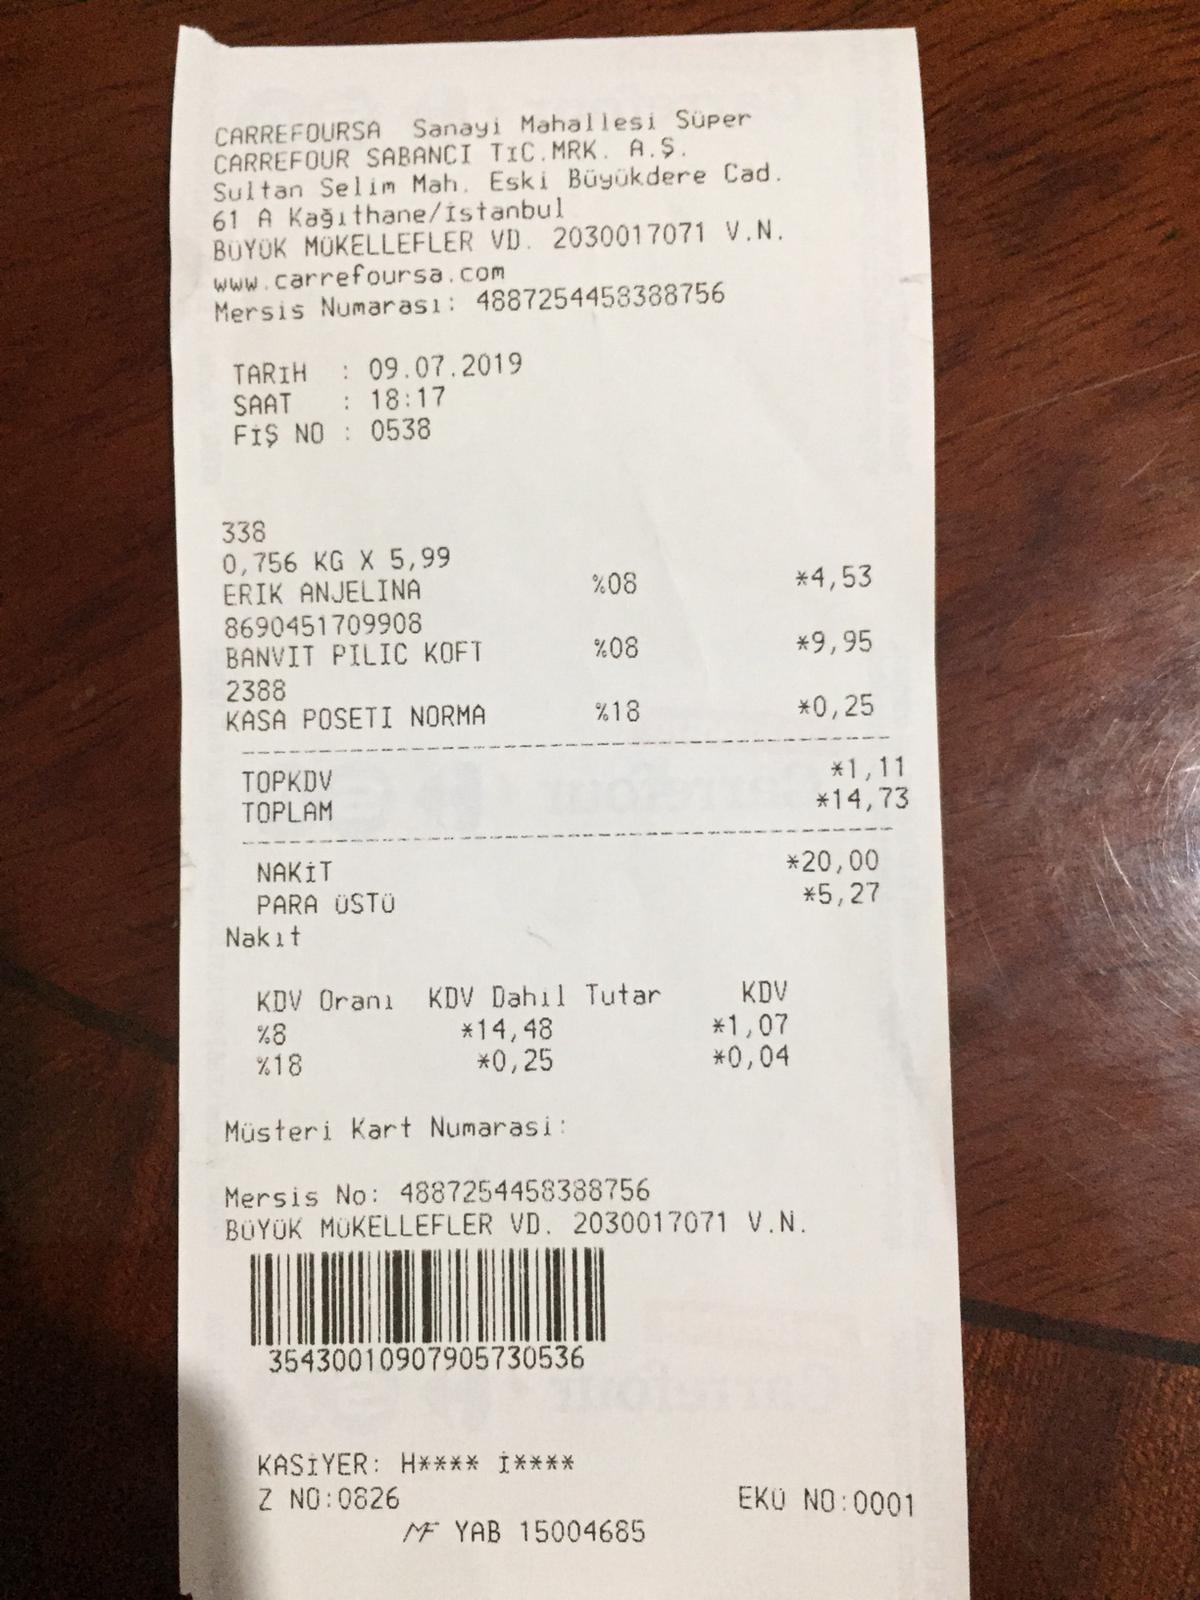 CARREFOURSA Sanayi Mahallesi Süper
CARREFOUR SABANCI TİC.MRK. A.Ş.
Sultan Selim Mah. Eski Büyükdere Cad.
61 A Kağıthane/İstanbul
BÜYÜK MÜKELLEFLER VD. 2030017071 V.N.
www.carrefoursa.com
Mersis Numarası: 4887254458388756
TARİH : 09.07.2019
SAAT : 18:17
FİŞ NO : 0538
338
0,756 KG X 5,99
ERIK ANJELINA %08 *4,53
8690451709908
BANVIT PILIC KOFT %08 *9,95
2388
KASA POSETI NORMA %18 *0,25
TOPKDV *1,11
TOPLAM *14,73
NAKİT *20,00
PARA ÜSTÜ *5,27
Nakit
KDV Oranı KDV Dahil Tutar KDV
%8 *14,48 *1,07
%18 *0,25 *0,04
Müsteri Kart Numarasi:
Mersis No: 4887254458388756
BÜYÜK MÜKELLEFLER VD. 2030017071 V.N.
35430010907905730536
KASİYER: H**** İ****
Z NO:0826 EKÜ NO:0001
MF YAB 15004685